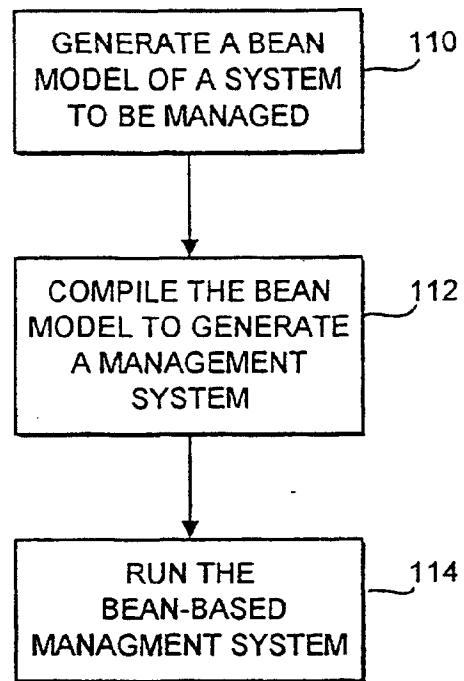 GENERATE A BEAN
MODEL OF A SYSTEM
TO BE MANAGED
110
COMPILE THE BEAN
MODEL TO GENERATE
A MANAGEMENT
SYSTEM
112
RUN THE
BEAN-BASED
MANAGMENT SYSTEM
114